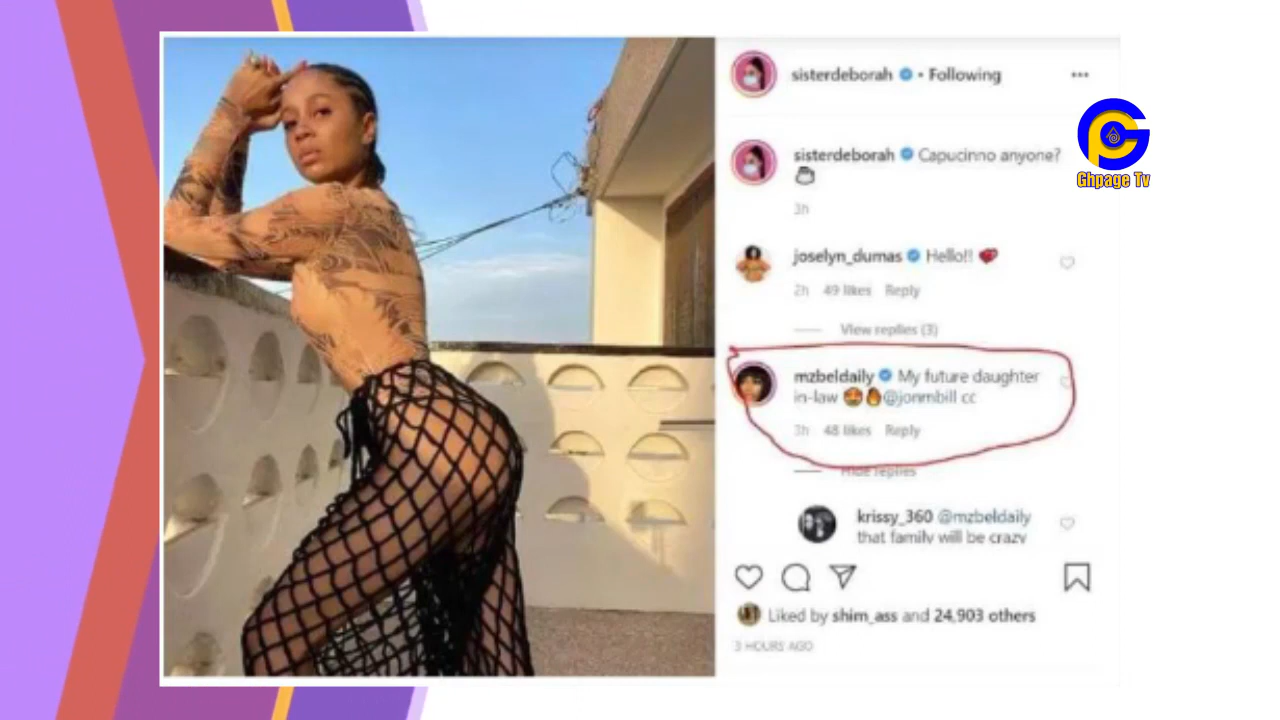 sisterdeborah • Following
sisterdeborah Capucinno anyone?
3h
joselyn_dumas Hello!!
2h 49 likes Reply
View replies (3)
mzbeldaily My future daughter
in-law @jonmbill cc
3h 48 likes Reply
Hide replies
krissy_360 @mzbeldaily
that family will be crazy
Liked by shim_ass and 24,903 others
3 HOURS AGO
Ghpage Tv